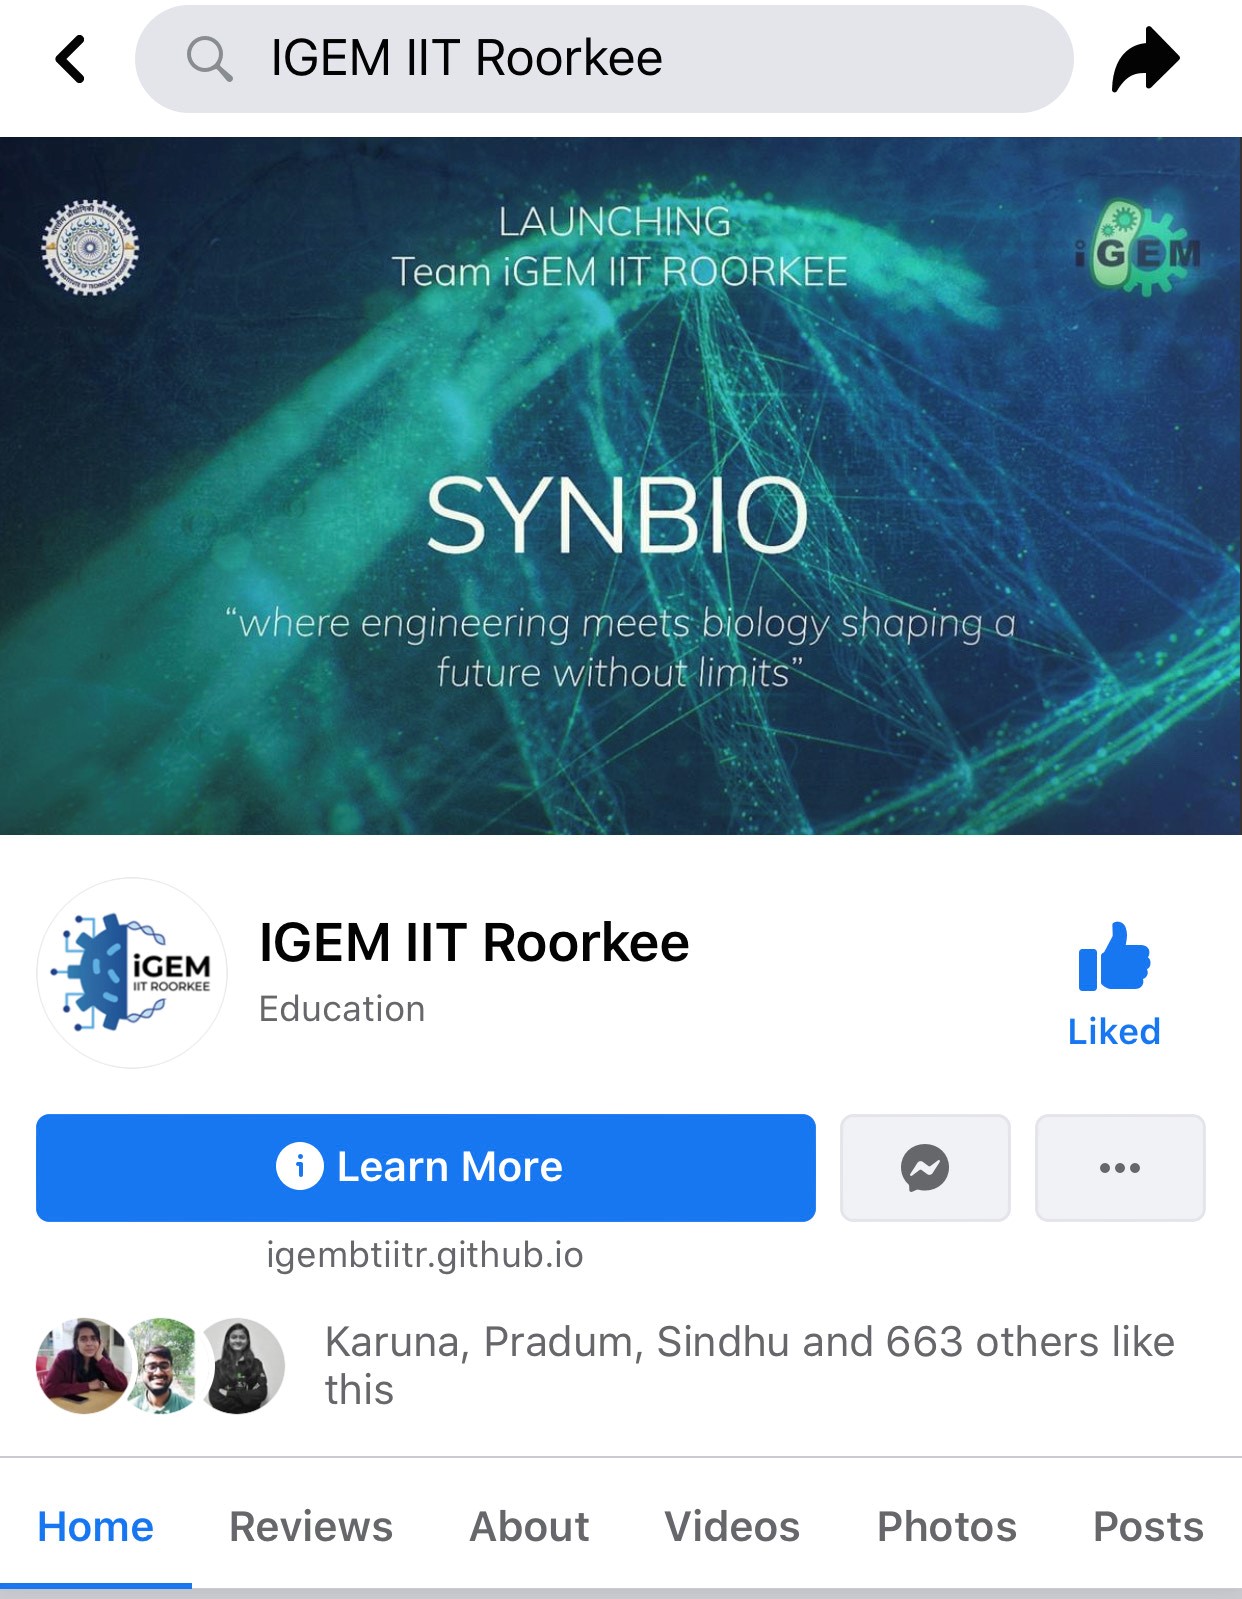 IGEM IIT Roorkee
LAUNCHING
Team iGEM IIT ROORKEE
iGEM
SYNBIO
“where engineering meets biology shaping a
future without limits”
iGEM
IIT ROORKEE
IGEM IIT Roorkee
Education
Liked
Learn More
igembtiitr.github.io
Karuna, Pradum, Sindhu and 663 others like
this
Home Reviews About Videos Photos Posts